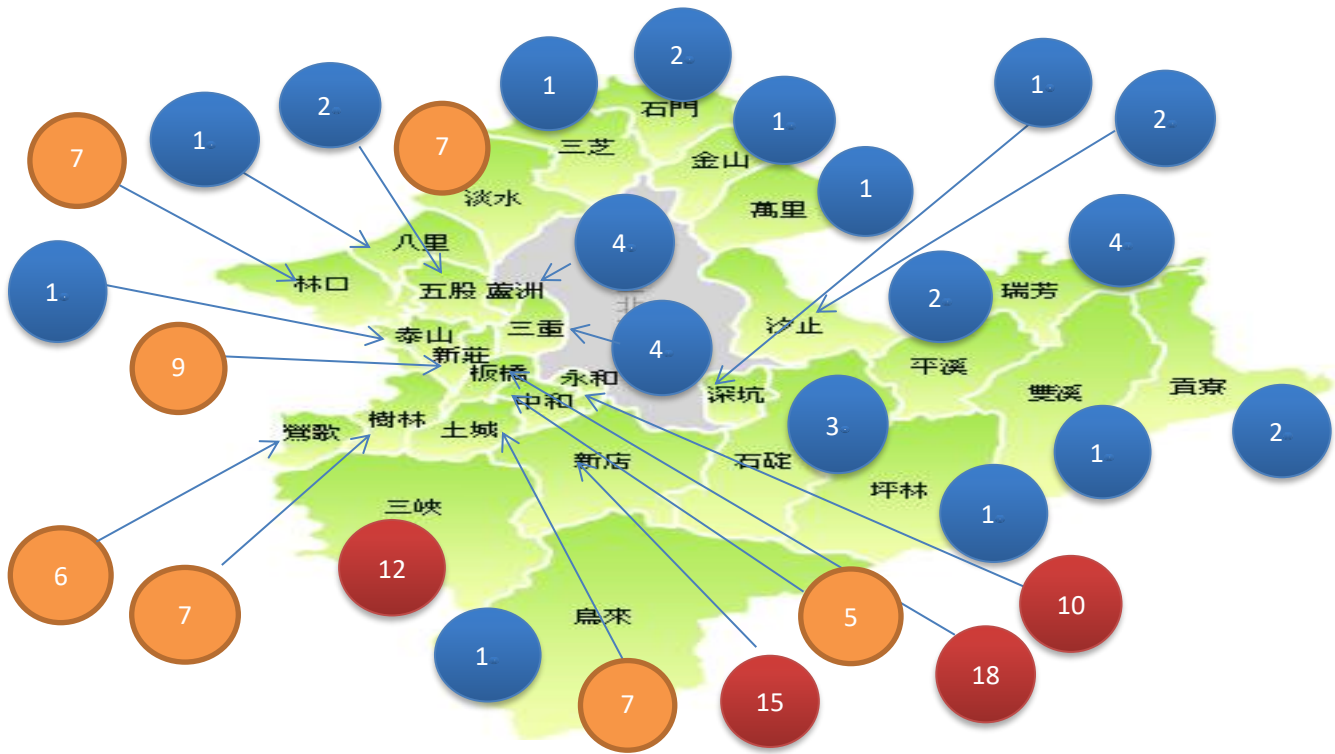 2.
1
石門
1.
1.
2.
2.
1.
7
7
三芝
金山
1
淡水
萬里
八里
4.
4.
林口
五股
蘆洲
2.
瑞芳
1.
泰山
三重
汐止
新莊
4.
9
板橋
永和
平溪
中和
深坑
雙溪
貢寮
樹林
3.
鶯歌
土城
2.
新店
石碇
1.
坪林
三峽
1.
12
6
7
烏來
5
10
1.
18
7
15